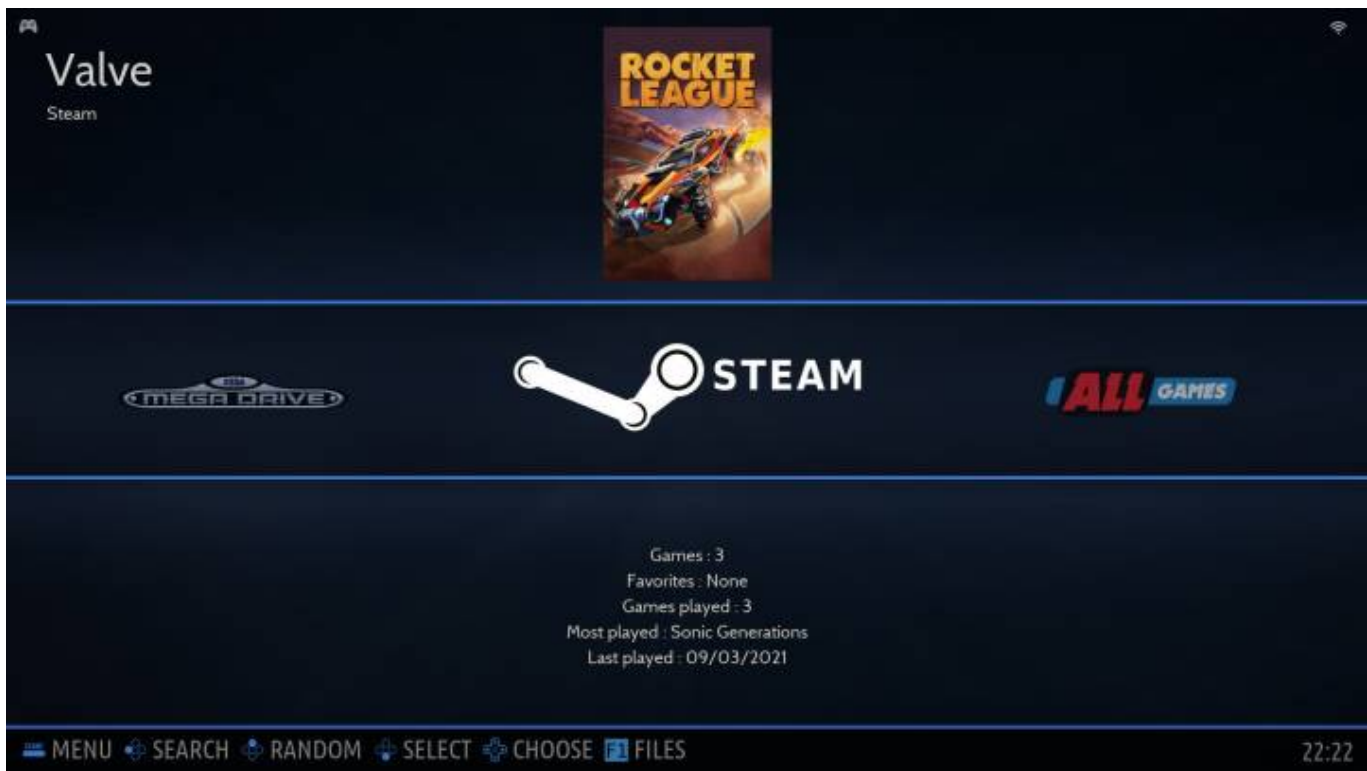 Valve
Steam
ROCKET
LEAGUE
SEGA
MEGA DRIVE
STEAM
ALL GAMES
Games : 3
Favorites : None
Games played : 3
Most played : Sonic Generations
Last played : 09/03/2021
MENU SEARCH RANDOM SELECT CHOOSE F1 FILES
22:22